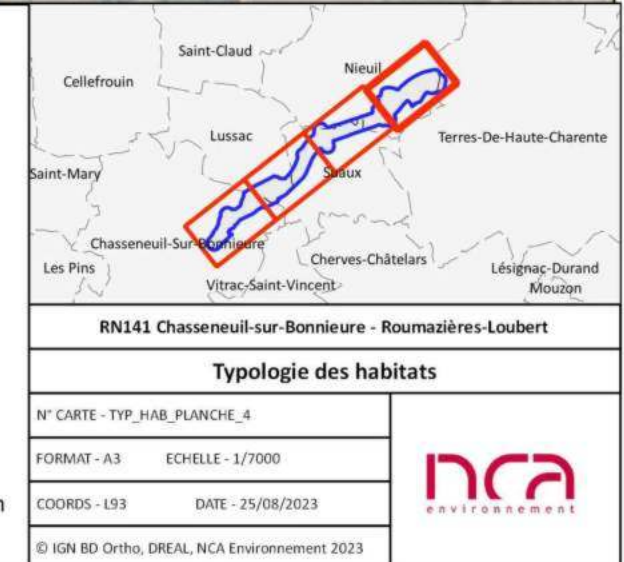 Saint-Claud
Nieuil
Cellefrouin
Lussac
Terres-De-Haute-Charente
Saint-Mary
Suaux
Chasseneuil-Sur-Bonnieure
Les Pins
Cherves-Châtelars
Lésignac-Durand
Mouzon
Vitrac-Saint-Vincent
RN141 Chasseneuil-sur-Bonnieure - Roumazières-Loubert
Typologie des habitats
N° CARTE - TYP_HAB_PLANCHE_4
FORMAT - A3 ECHELLE - 1/7000
COORDS - L93 DATE - 25/08/2023
© IGN BD Ortho, DREAL, NCA Environnement 2023
nca
environnement